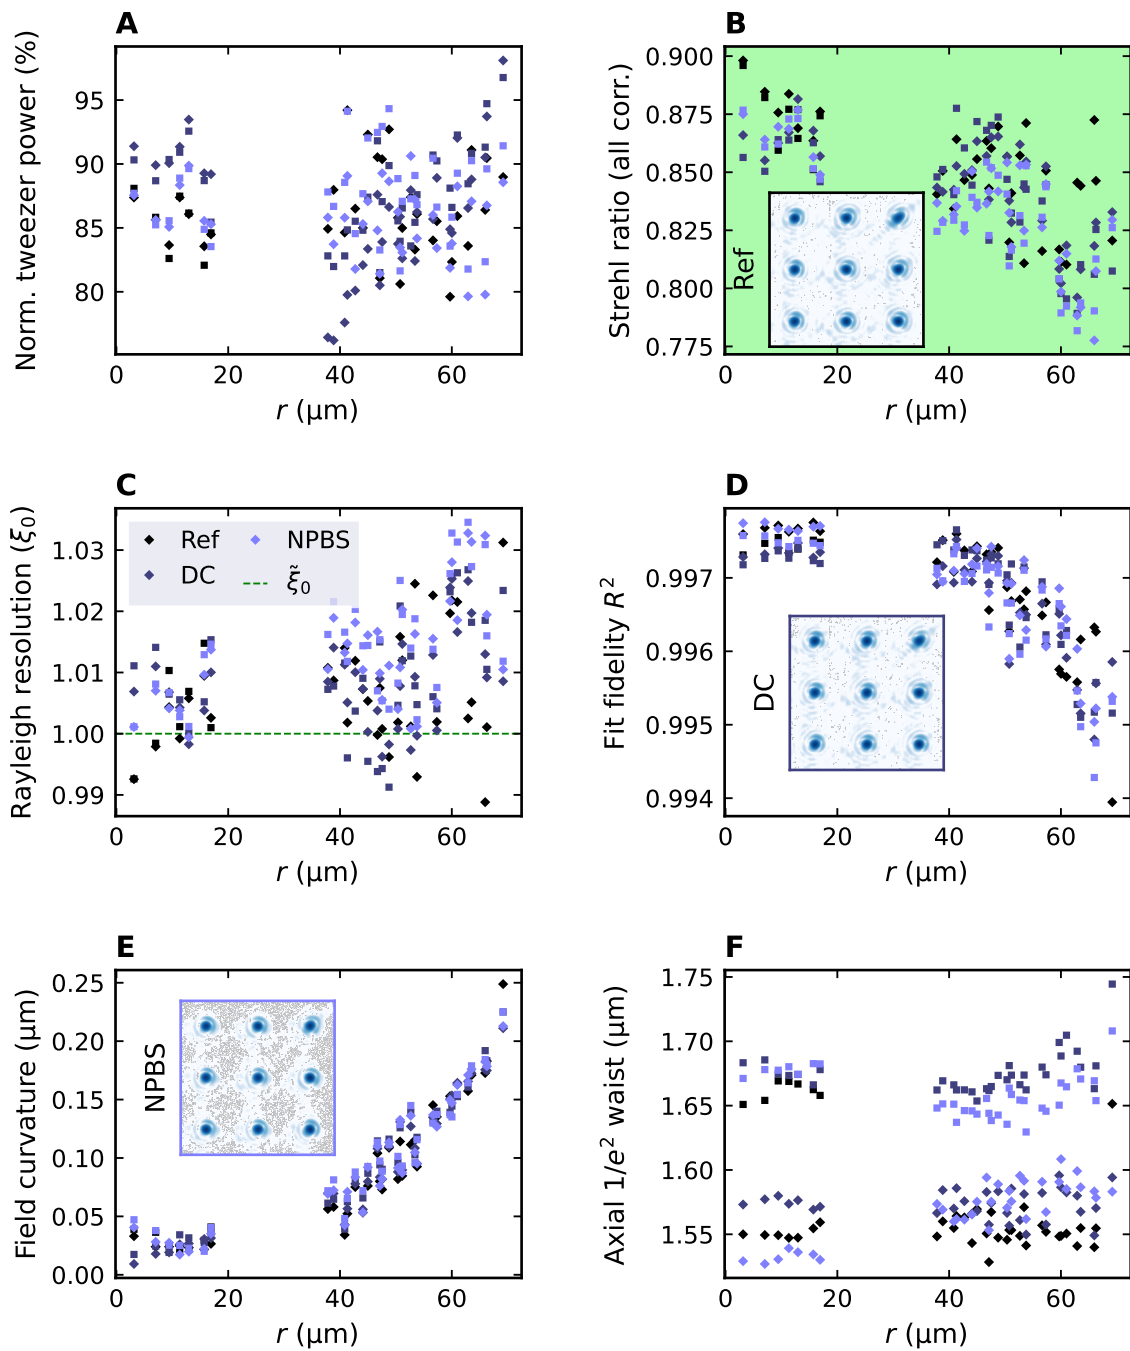 A
Norm. tweezer power (%)
95
90
85
80
0 20 40 60
r (µm)
B
Strehl ratio (all corr.)
0.900
0.875
0.850
0.825
0.800
0.775
Ref
0 20 40 60
r (µm)
C
Rayleigh resolution (ξ₀)
1.03
1.02
1.01
1.00
0.99
Ref NPBS
DC ξ̃₀
0 20 40 60
r (µm)
D
Fit fidelity R²
0.997
0.996
0.995
0.994
DC
0 20 40 60
r (µm)
E
Field curvature (µm)
0.25
0.20
0.15
0.10
0.05
0.00
NPBS
0 20 40 60
r (µm)
F
Axial 1/e² waist (µm)
1.75
1.70
1.65
1.60
1.55
0 20 40 60
r (µm)